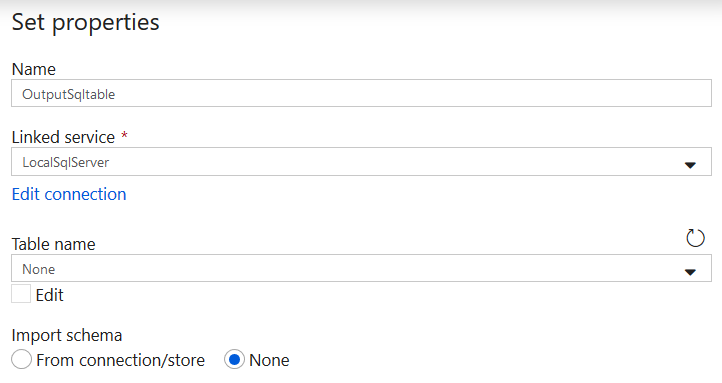 Set properties
Name
OutputSqltable
Linked service *
LocalSqlServer
Edit connection
Table name
None
Edit
Import schema
From connection/store None